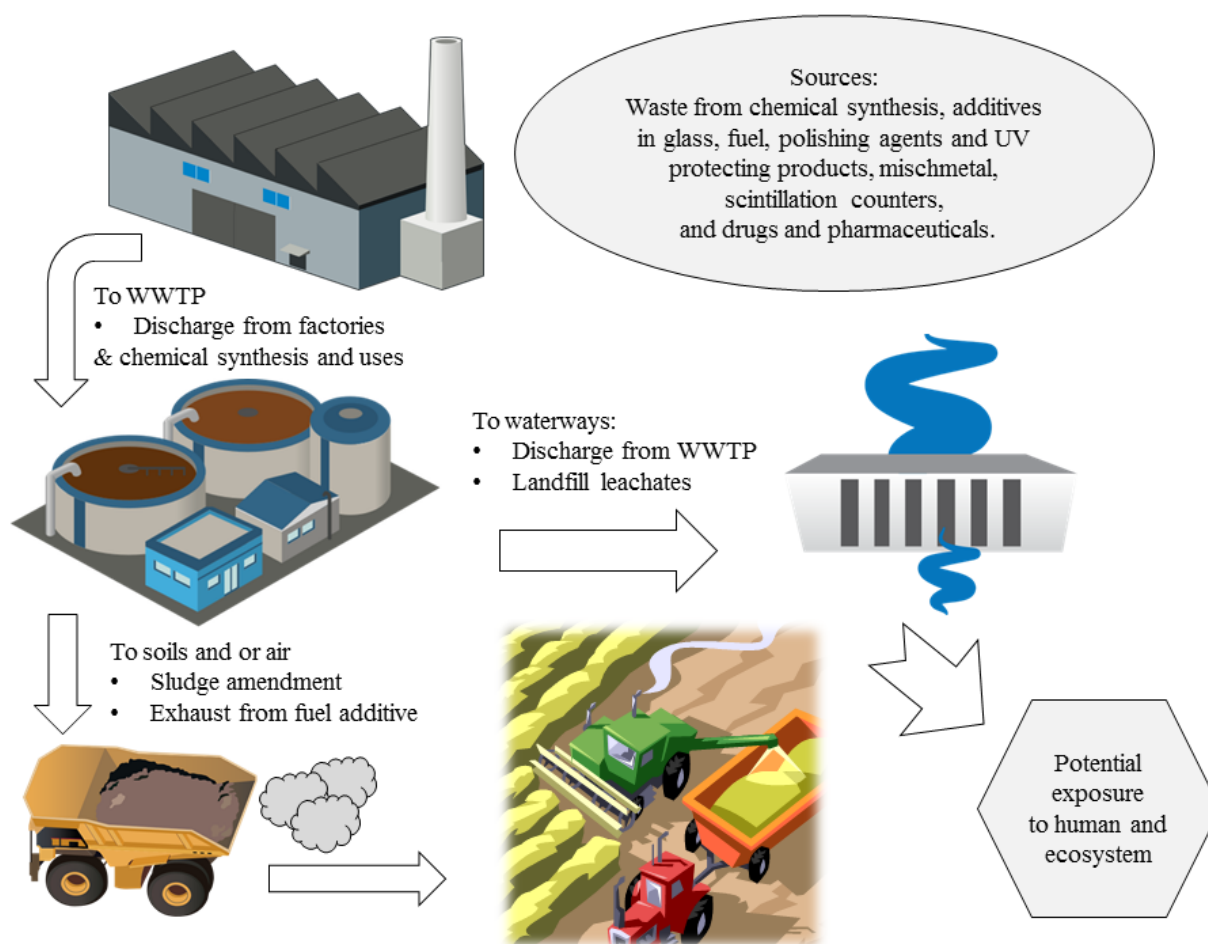 Sources:
Waste from chemical synthesis, additives
in glass, fuel, polishing agents and UV
protecting products, mischmetal,
scintillation counters,
and drugs and pharmaceuticals.
To WWTP
• Discharge from factories
& chemical synthesis and uses
To waterways:
• Discharge from WWTP
• Landfill leachates
To soils and or air
• Sludge amendment
• Exhaust from fuel additive
Potential
exposure
to human and
ecosystem